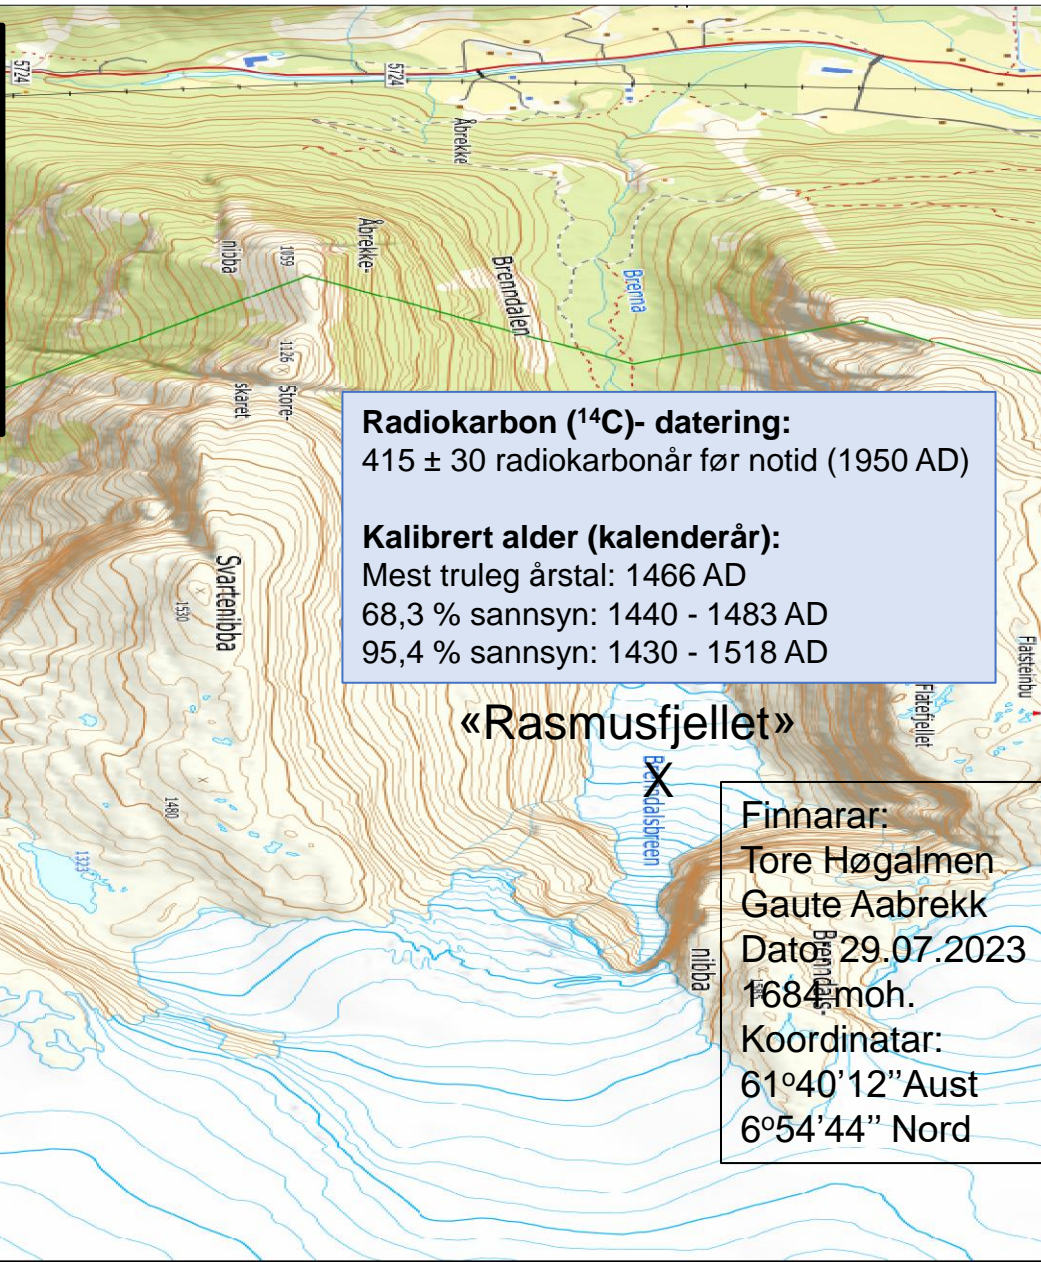 5724
5724
Åbrekke
Åbrekke-
nibba
1059
Brenndalen
Brenna
1126
Store-
skaret
Radiokarbon (¹⁴C)- datering:
415 ± 30 radiokarbonår før notid (1950 AD)
Kalibrert alder (kalenderår):
Mest truleg årstal: 1466 AD
68,3 % sannsyn: 1440 - 1483 AD
95,4 % sannsyn: 1430 - 1518 AD
Svartenibba
1530
Flatsteinbu
Flatefjellet
«Rasmusfjellet»
X
Brenndalsbreen
1480
1323
Finnarar:
Tore Høgalmen
Gaute Aabrekk
Dato: 29.07.2023
1684 moh.
Koordinatar:
61º40’12’’Aust
6º54’44’’ Nord
Brenndals-
nibba